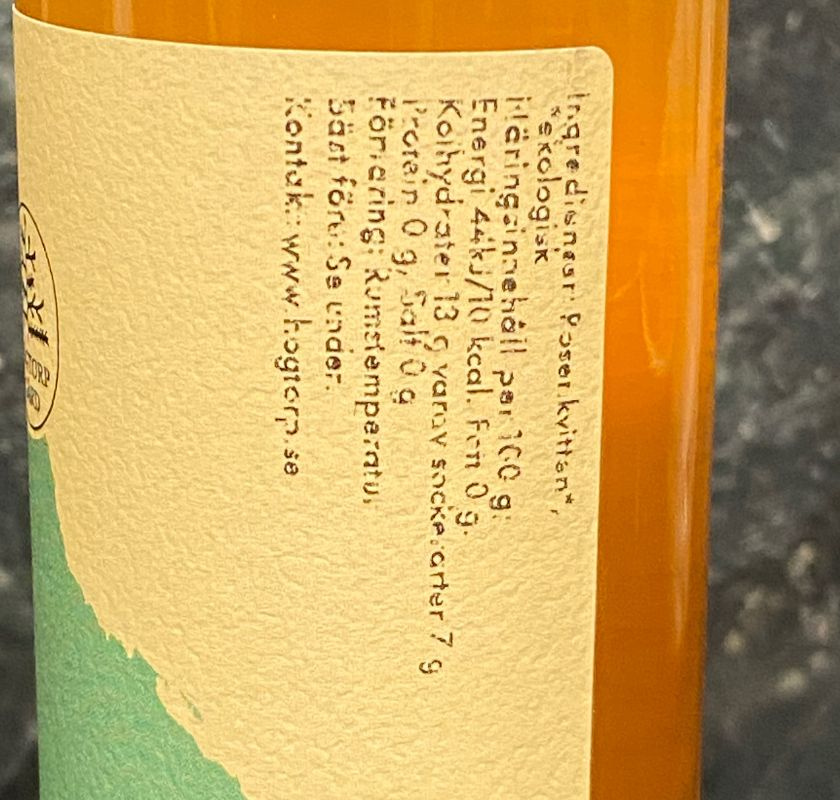 Ingredienser: Rosenkvitten*,
*ekologisk
Näringsinnehåll per 100 g:
Energi 44kJ/10 kcal. Fett 0 g.
Kolhydrater 13 g varav sockerarter 7 g
Protein 0 g, Salt 0 g
Förvaring: Rumstemperatur,
Bäst före: Se under.
Kontakt: www.hogtorp.se